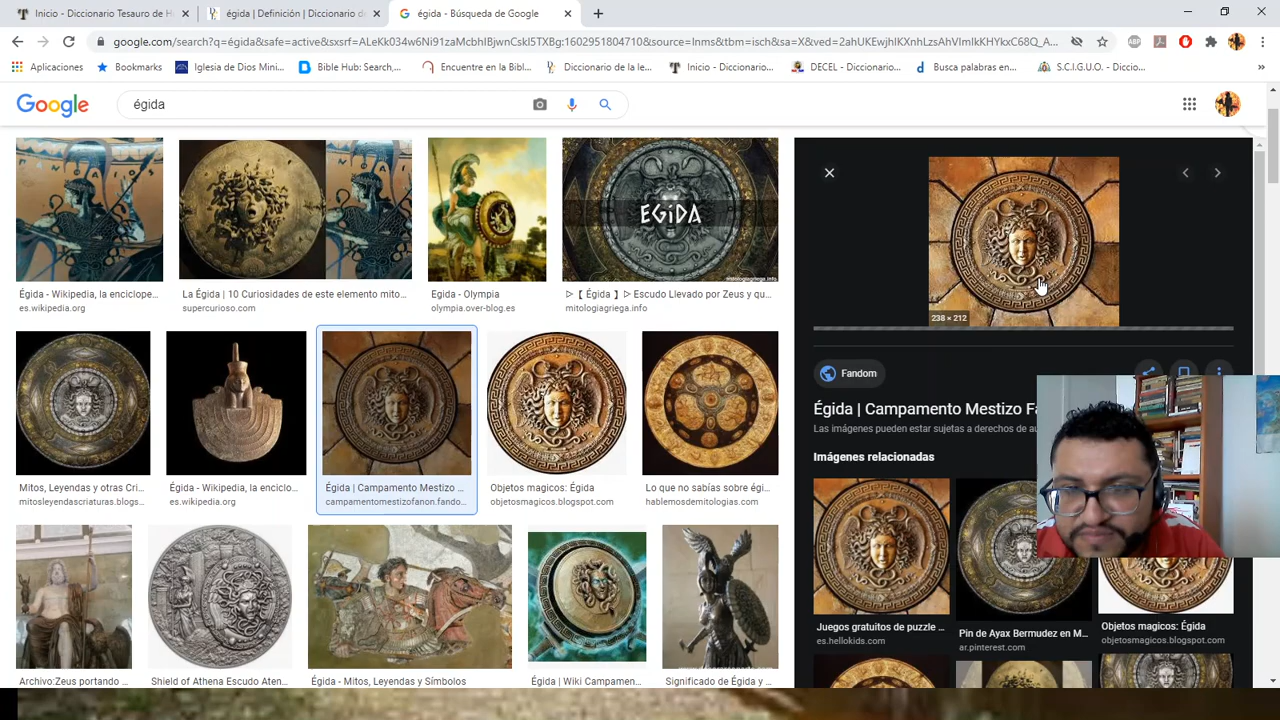 Inicio - Diccionario Tesauro de H
égida | Definición | Diccionario de
égida - Búsqueda de Google
google.com/search?q=égida&safe=active&sxsrf=ALeKk034w6Ni91zaMcbhIBjwnCskI5TXBg:1602951804710&source=lnms&tbm=isch&sa=X&ved=2ahUKEwjhIKXnhLzsAhVImlkKHYkxC68Q_A...
Aplicaciones
Bookmarks
Iglesia de Dios Mini...
Bible Hub: Search,...
Encuentre en la Bibl...
Diccionario de la le...
Inicio - Diccionario...
DECEL - Diccionario...
Busca palabras en...
S.C.I.G.U.O. - Diccio...
»
Google
égida
EGIDA
mitologiagriega.info
238 × 212
Égida - Wikipedia, la enciclope...
es.wikipedia.org
La Égida | 10 Curiosidades de este elemento mito...
supercurioso.com
Egida - Olympia
olympia.over-blog.es
▷【 Égida 】▷ Escudo Llevado por Zeus y qu...
mitologiagriega.info
Fandom
Égida | Campamento Mestizo Fa
Las imágenes pueden estar sujetas a derechos de au
Imágenes relacionadas
Mitos, Leyendas y otras Cri...
mitosleyendascriaturas.blogs...
Égida - Wikipedia, la enciclo...
es.wikipedia.org
Égida | Campamento Mestizo ...
campamentomestizofanon.fando...
Objetos magicos: Égida
objetosmagicos.blogspot.com
Lo que no sabías sobre égi...
hablemosdemitologias.com
Juegos gratuitos de puzzle ...
es.hellokids.com
Pin de Ayax Bermudez en M...
ar.pinterest.com
Objetos magicos: Égida
objetosmagicos.blogspot.com
Archivo:Zeus portando ...
Shield of Athena Escudo Aten...
Égida - Mitos, Leyendas y Símbolos
Égida | Wiki Campamen...
Significado de Égida y ...